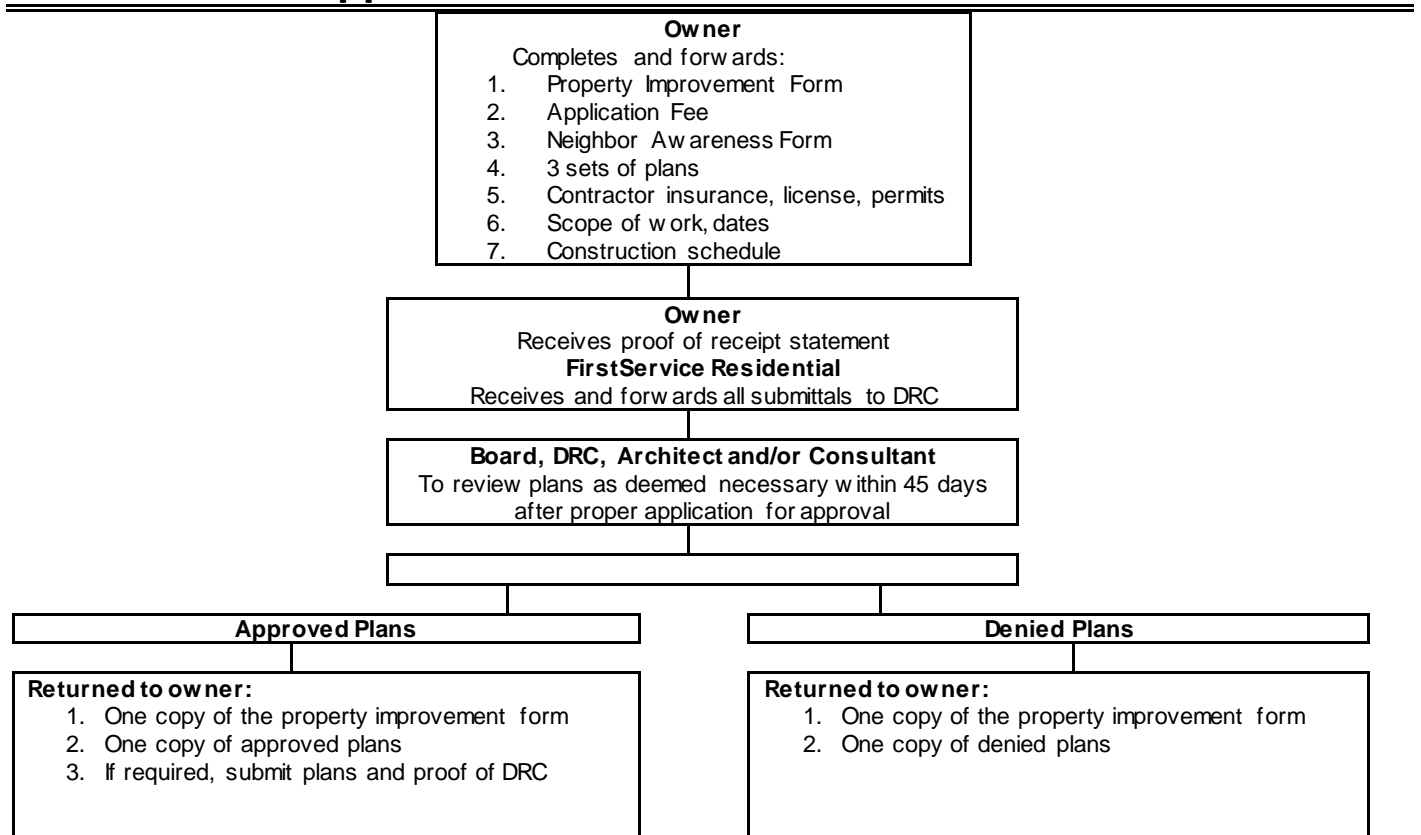 Owner
Completes and forwards:
1. Property Improvement Form
2. Application Fee
3. Neighbor Awareness Form
4. 3 sets of plans
5. Contractor insurance, license, permits
6. Scope of work, dates
7. Construction schedule
Owner
Receives proof of receipt statement
FirstService Residential
Receives and forwards all submittals to DRC
Board, DRC, Architect and/or Consultant
To review plans as deemed necessary within 45 days
after proper application for approval
Approved Plans
Returned to owner:
1. One copy of the property improvement form
2. One copy of approved plans
3. If required, submit plans and proof of DRC
Denied Plans
Returned to owner:
1. One copy of the property improvement form
2. One copy of denied plans